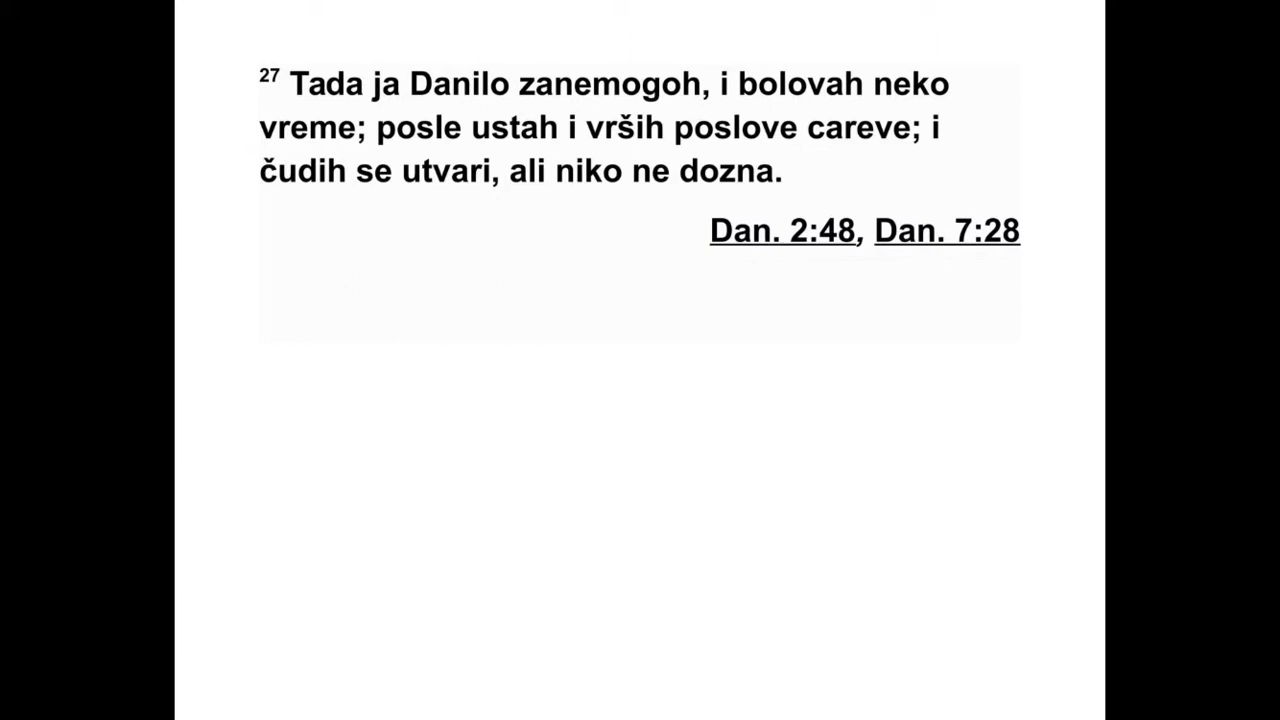 27 Tada ja Danilo zanemogoh, i bolovah neko
vreme; posle ustah i vrših poslove careve; i
čudih se utvari, ali niko ne dozna.
Dan. 2:48, Dan. 7:28